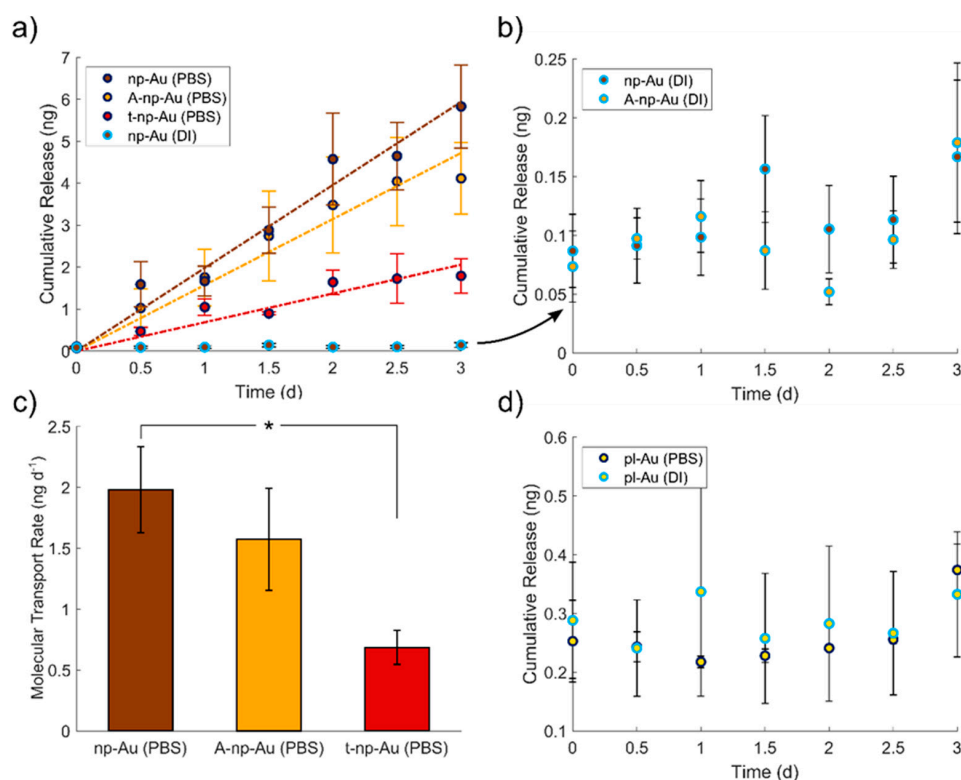 a)
7
6
5
4
3
2
1
0
Cumulative Release (ng)
np-Au (PBS)
A-np-Au (PBS)
t-np-Au (PBS)
np-Au (DI)
0 0.5 1 1.5 2 2.5 3
Time (d)
b)
0.25
0.2
0.15
0.1
0.05
0
Cumulative Release (ng)
np-Au (DI)
A-np-Au (DI)
0 0.5 1 1.5 2 2.5 3
Time (d)
c)
2.5
2
1.5
1
0.5
0
Molecular Transport Rate (ng d⁻¹)
*
np-Au (PBS) A-np-Au (PBS) t-np-Au (PBS)
d)
0.6
0.5
0.4
0.3
0.2
0.1
Cumulative Release (ng)
pl-Au (PBS)
pl-Au (DI)
0 0.5 1 1.5 2 2.5 3
Time (d)